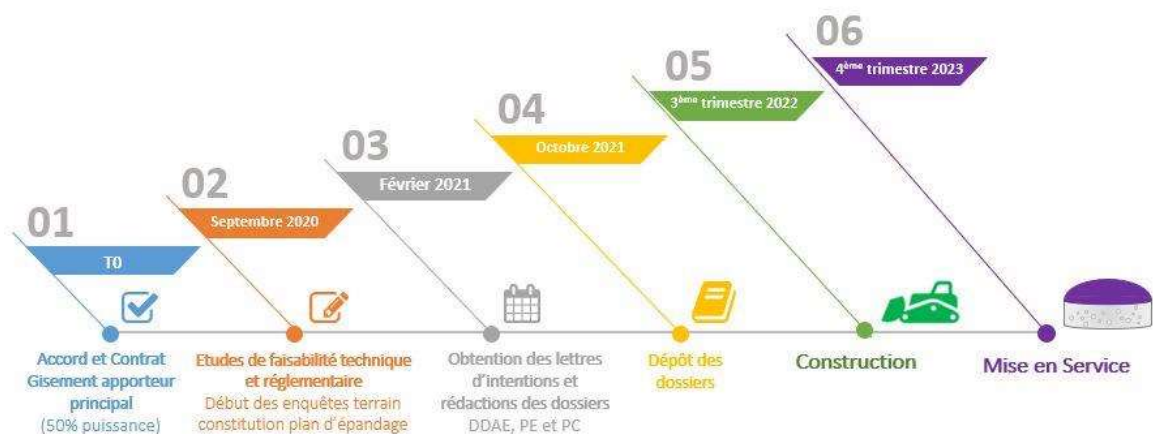 01
T0
Accord et Contrat
Gisement apporteur
principal
(50% puissance)
02
Septembre 2020
Etudes de faisabilité technique
et réglementaire
Début des enquêtes terrain
constitution plan d'épandage
03
Février 2021
Obtention des lettres
d'intentions et
rédactions des dossiers
DDAE, PE et PC
04
Octobre 2021
Dépôt des
dossiers
05
3ème trimestre 2022
Construction
06
4ème trimestre 2023
Mise en Service